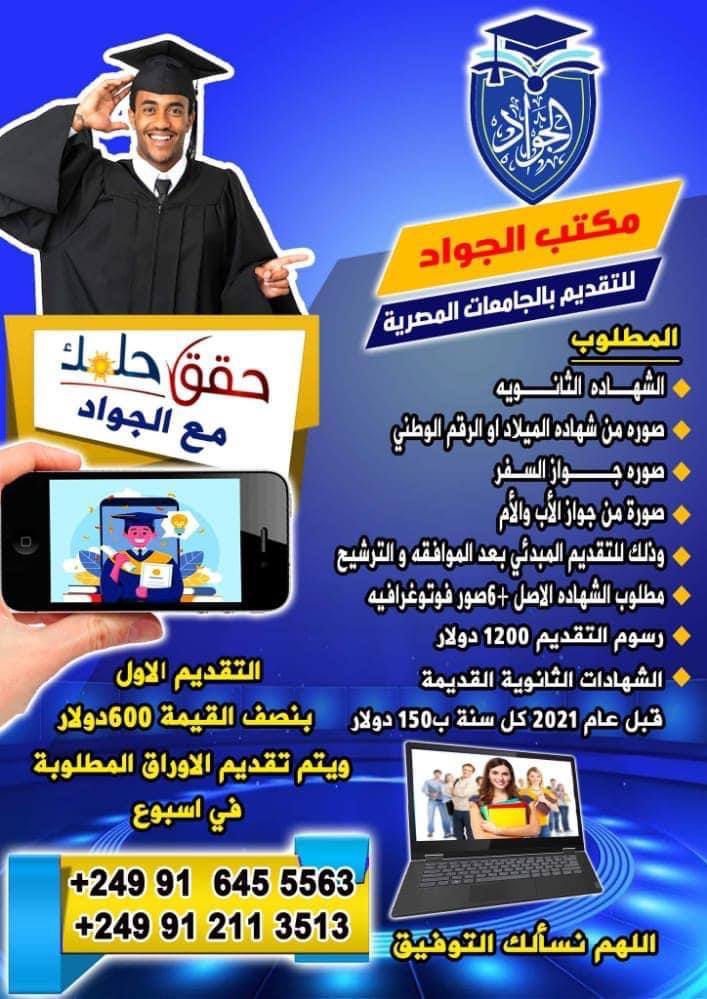 الجواد
مكتب الجواد
للتقديم بالجامعات المصرية
حقق حلمك
مع الجواد
المطلوب
الشهاده الثانويه
صوره من شهاده الميلاد او الرقم الوطني
صوره جواز السفر
صورة من جواز الأب والأم
وذلك للتقديم المبدئي بعد الموافقه و الترشيح
مطلوب الشهاده الاصل +6صور فوتوغرافيه
رسوم التقديم 1200 دولار
الشهادات الثانوية القديمة
قبل عام 2021 كل سنة ب150 دولار
التقديم الاول
بنصف القيمة 600دولار
ويتم تقديم الاوراق المطلوبة
في اسبوع
+249 91 645 5563
+249 91 211 3513
اللهم نسألك التوفيق